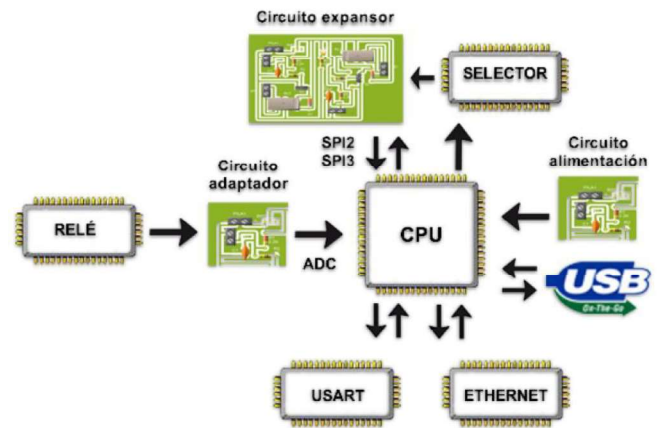 Circuito expansor
SELECTOR
SPI2
SPI3
Circuito
adaptador
Circuito
alimentación
RELÉ
CPU
ADC
USB
On-The-Go
USART
ETHERNET